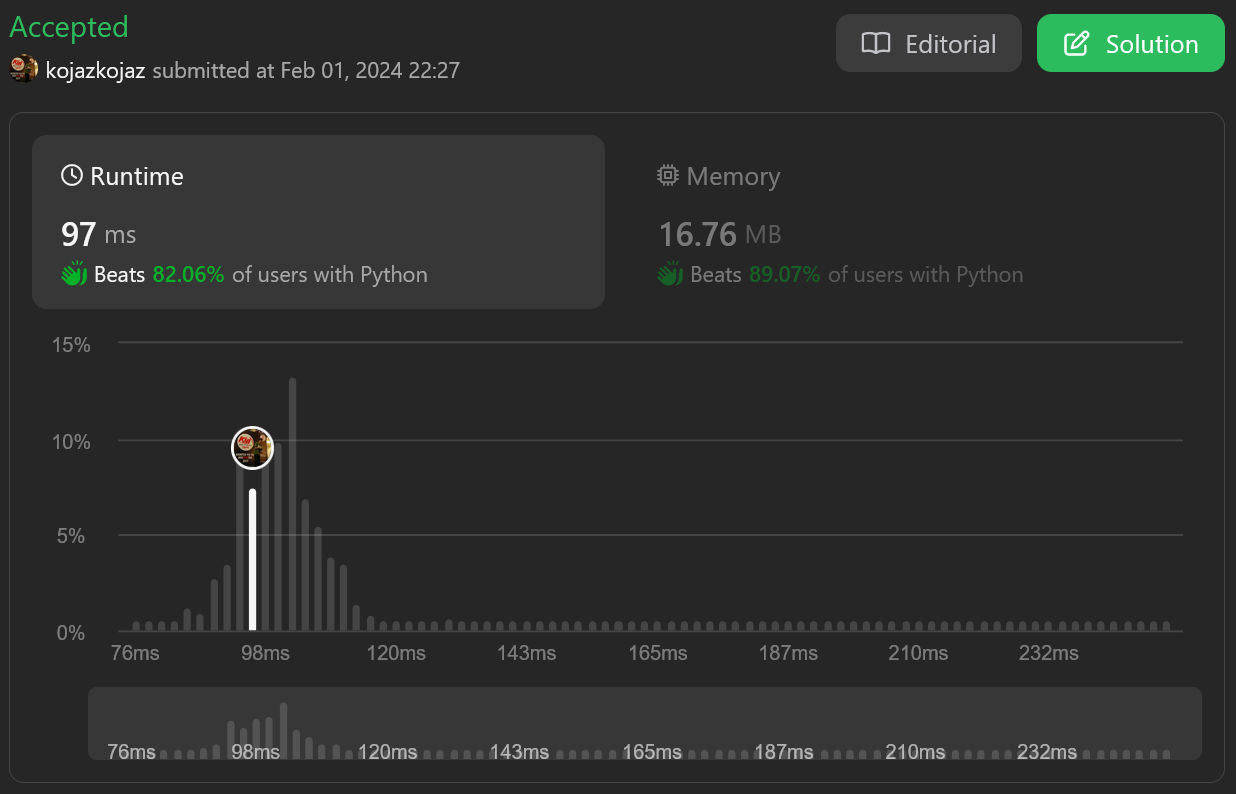 Accepted
kojazkojaz submitted at Feb 01, 2024 22:27
Editorial
Solution
Runtime
97 ms
Beats 82.06% of users with Python
Memory
16.76 MB
Beats 89.07% of users with Python
15%
10%
5%
0%
76ms 98ms 120ms 143ms 165ms 187ms 210ms 232ms
76ms 98ms 120ms 143ms 165ms 187ms 210ms 232ms